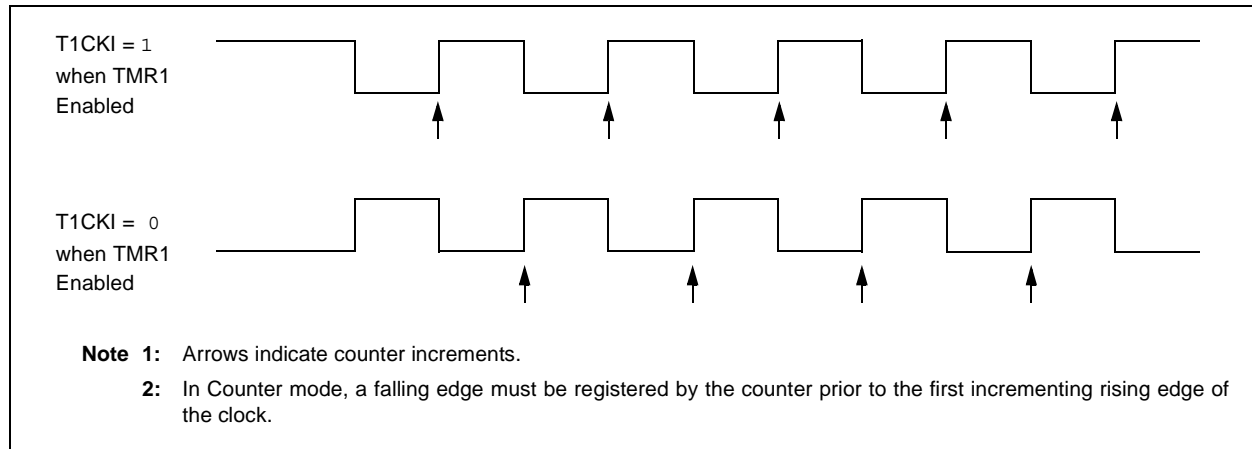 T1CKI = 1
when TMR1
Enabled
T1CKI = 0
when TMR1
Enabled
Note 1: Arrows indicate counter increments.
2: In Counter mode, a falling edge must be registered by the counter prior to the first incrementing rising edge of
the clock.